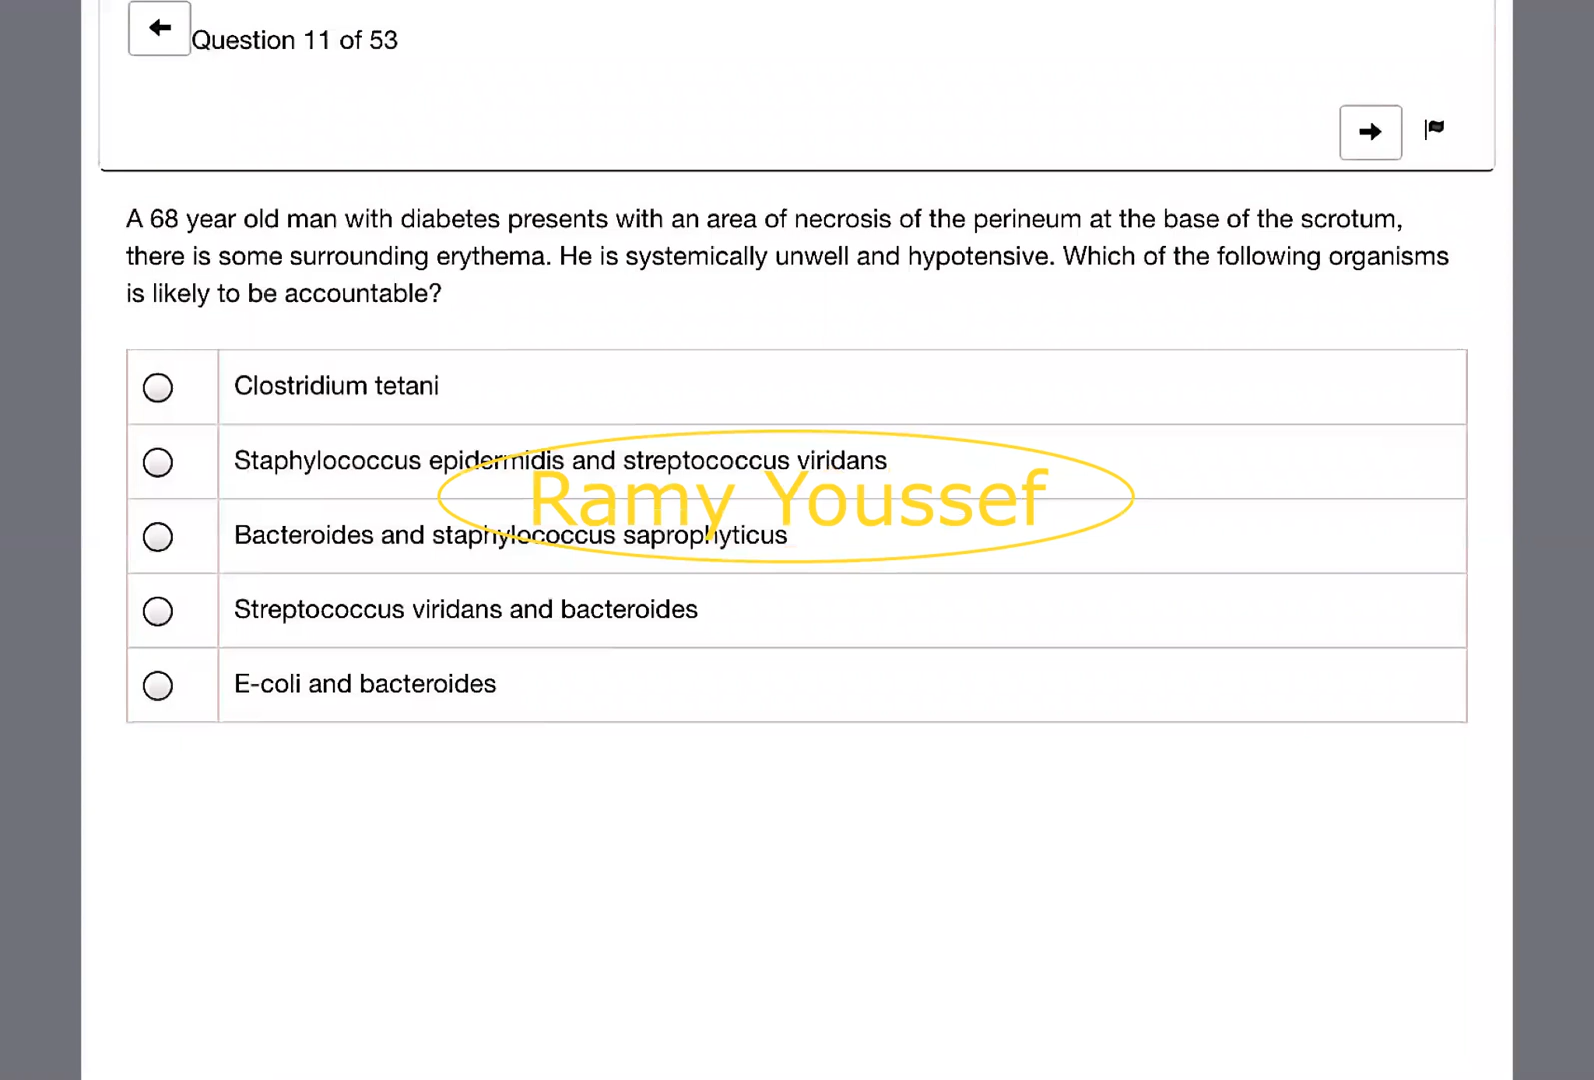 Question 11 of 53
A 68 year old man with diabetes presents with an area of necrosis of the perineum at the base of the scrotum,
there is some surrounding erythema. He is systemically unwell and hypotensive. Which of the following organisms
is likely to be accountable?
Clostridium tetani
Staphylococcus epidermidis and streptococcus viridans
Ramy Youssef
Bacteroides and staphylococcus saprophyticus
Streptococcus viridans and bacteroides
E-coli and bacteroides